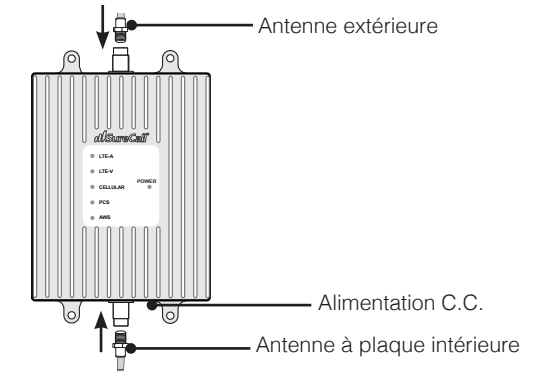 Antenne extérieure
SureCall
LTE-A
LTE-V
POWER
CELLULAR
PCS
AWS
Alimentation C.C.
Antenne à plaque intérieure